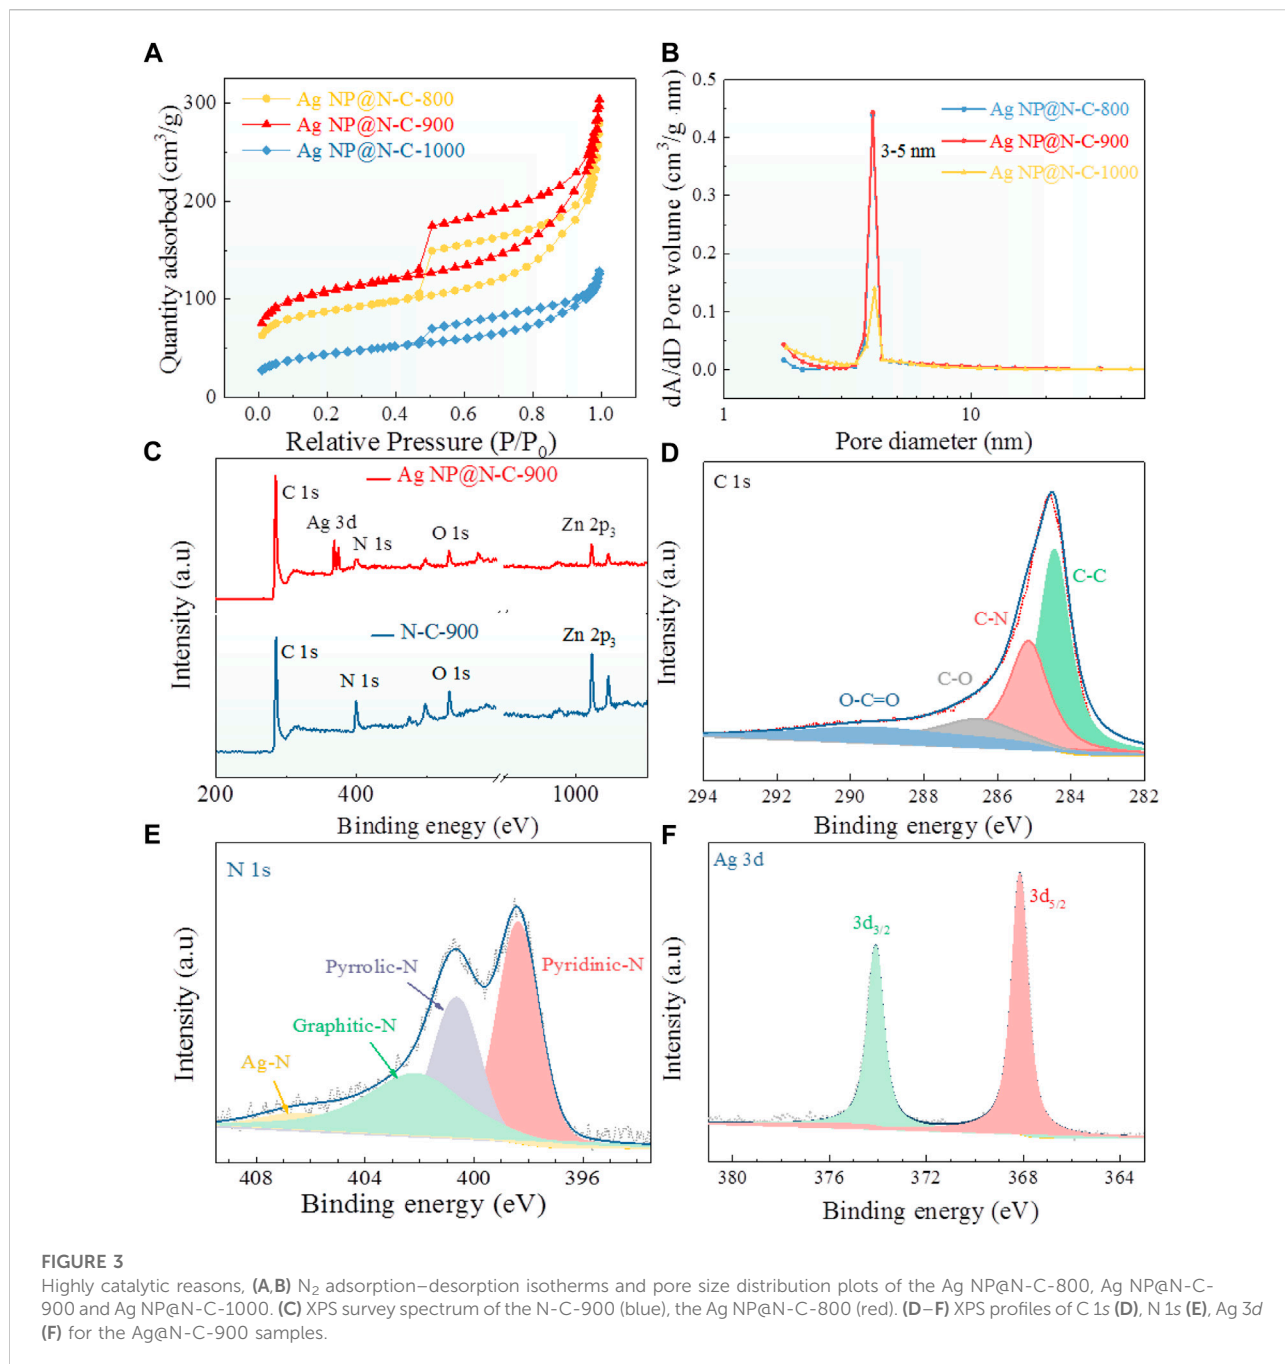 A
Quantity adsorbed (cm³/g)
300
200
100
0
Ag NP@N-C-800
Ag NP@N-C-900
Ag NP@N-C-1000
0.0 0.2 0.4 0.6 0.8 1.0
Relative Pressure (P/P₀)
B
dA/dD Pore volume (cm³/g nm)
0.5
0.4
0.3
0.2
0.1
0.0
Ag NP@N-C-800
Ag NP@N-C-900
Ag NP@N-C-1000
3-5 nm
1 10
Pore diameter (nm)
C
Intensity (a.u)
Ag NP@N-C-900
C 1s
Ag 3d
N 1s
O 1s
Zn 2p₃
N-C-900
C 1s
N 1s
O 1s
Zn 2p₃
200 400 1000
Binding enegy (eV)
D
Intensity (a.u)
C 1s
C-C
C-N
C-O
O-C=O
294 292 290 288 286 284 282
Binding energy (eV)
E
Intensity (a.u)
N 1s
Pyrrolic-N
Pyridinic-N
Graphitic-N
Ag-N
408 404 400 396
Binding energy (eV)
F
Intensity (a.u)
Ag 3d
3d₃/₂
3d₅/₂
380 376 372 368 364
Binding energy (eV)
FIGURE 3
Highly catalytic reasons, (A,B) N₂ adsorption–desorption isotherms and pore size distribution plots of the Ag NP@N-C-800, Ag NP@N-C-
900 and Ag NP@N-C-1000. (C) XPS survey spectrum of the N-C-900 (blue), the Ag NP@N-C-800 (red). (D–F) XPS profiles of C 1s (D), N 1s (E), Ag 3d
(F) for the Ag@N-C-900 samples.